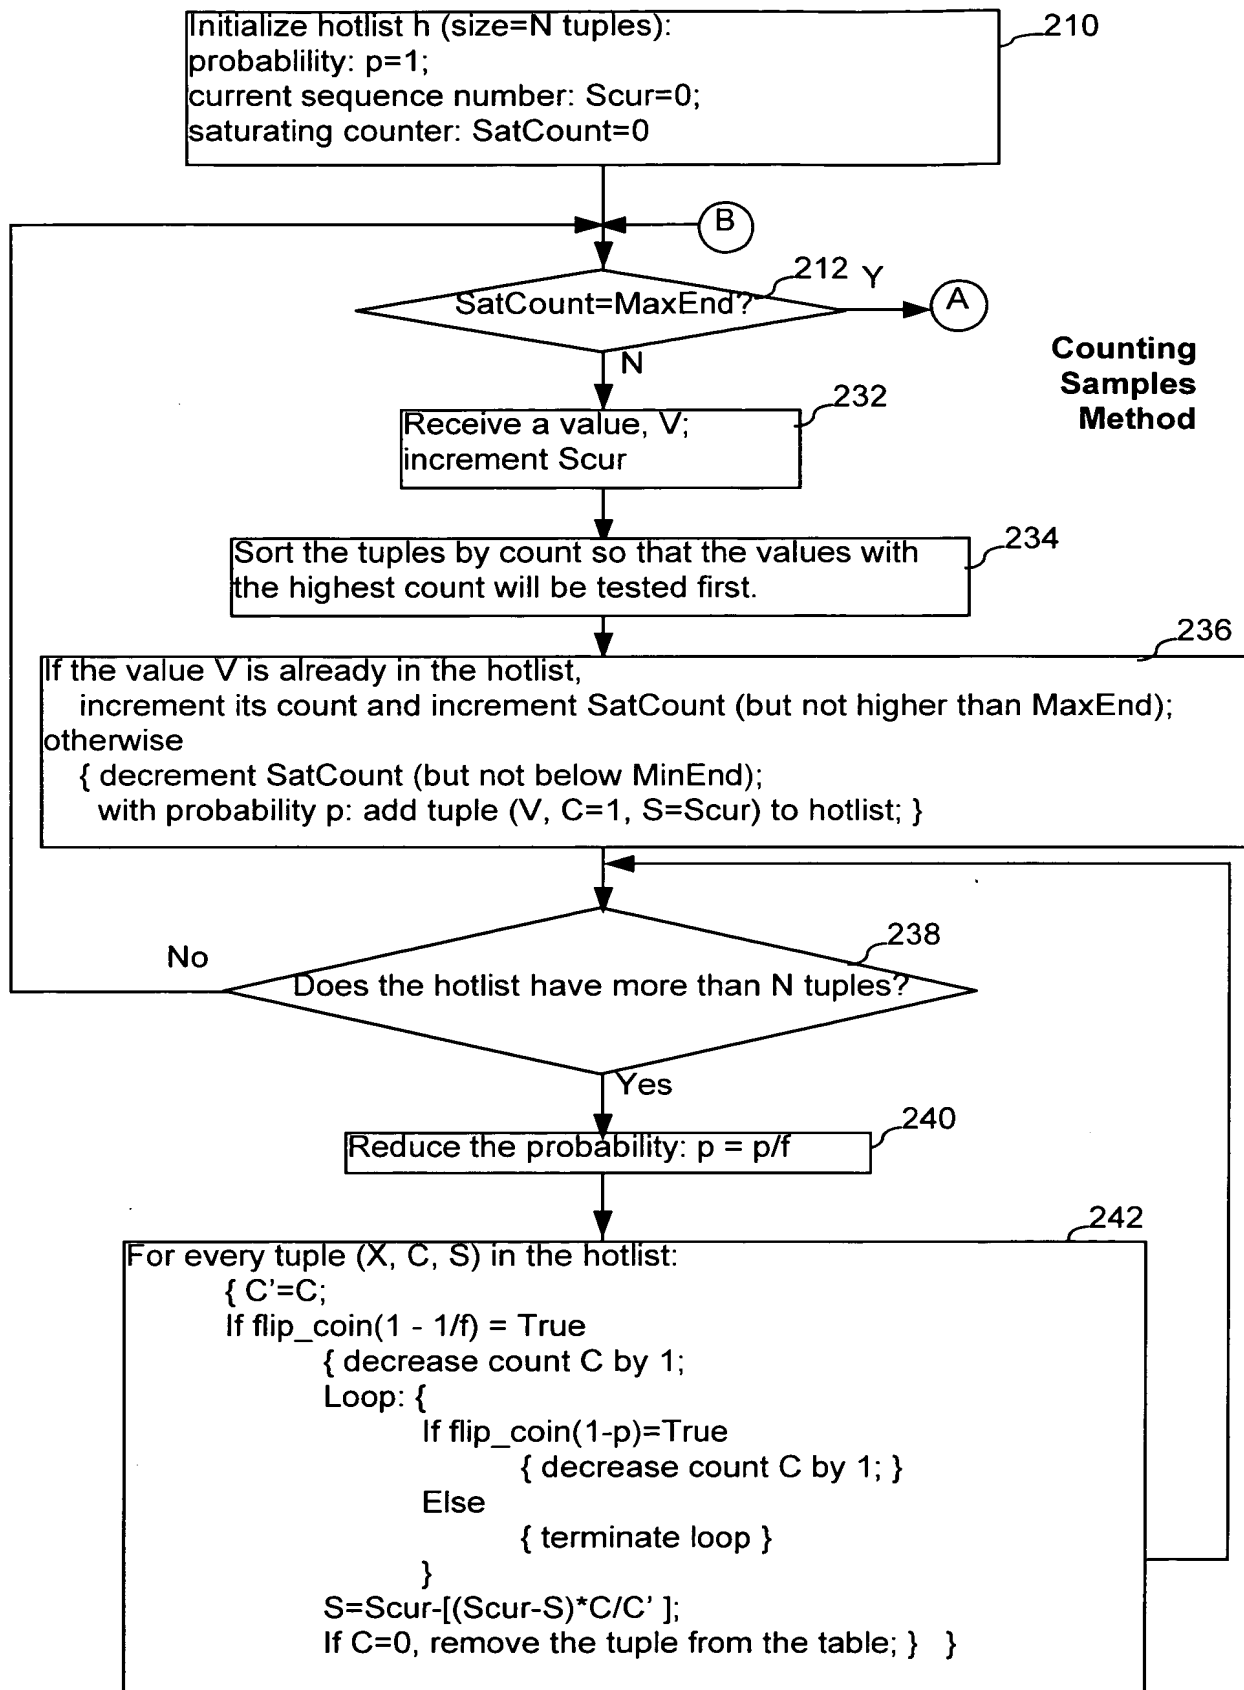 Initialize hotlist h (size=N tuples):
probablility: p=1;
current sequence number: Scur=0;
saturating counter: SatCount=0
210
B
212
Y
SatCount=MaxEnd?
A
N
Counting
Samples
Method
232
Receive a value, V;
increment Scur
234
Sort the tuples by count so that the values with
the highest count will be tested first.
236
If the value V is already in the hotlist,
increment its count and increment SatCount (but not higher than MaxEnd);
otherwise
{ decrement SatCount (but not below MinEnd);
with probability p: add tuple (V, C=1, S=Scur) to hotlist; }
238
No
Does the hotlist have more than N tuples?
Yes
240
Reduce the probability: p = p/f
242
For every tuple (X, C, S) in the hotlist:
{ C'=C;
If flip_coin(1 - 1/f) = True
{ decrease count C by 1;
Loop: {
If flip_coin(1-p)=True
{ decrease count C by 1; }
Else
{ terminate loop }
}
S=Scur-[(Scur-S)*C/C' ];
If C=0, remove the tuple from the table; } }